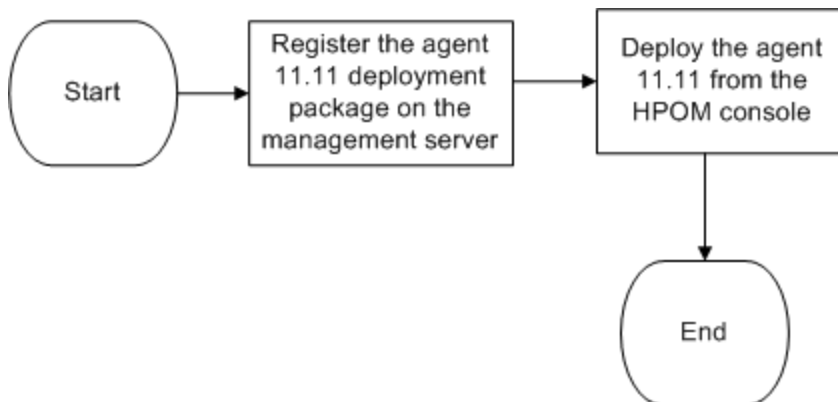 Start
Register the agent
11.11 deployment
package on the
management server
Deploy the agent
11.11 from the
HPOM console
End